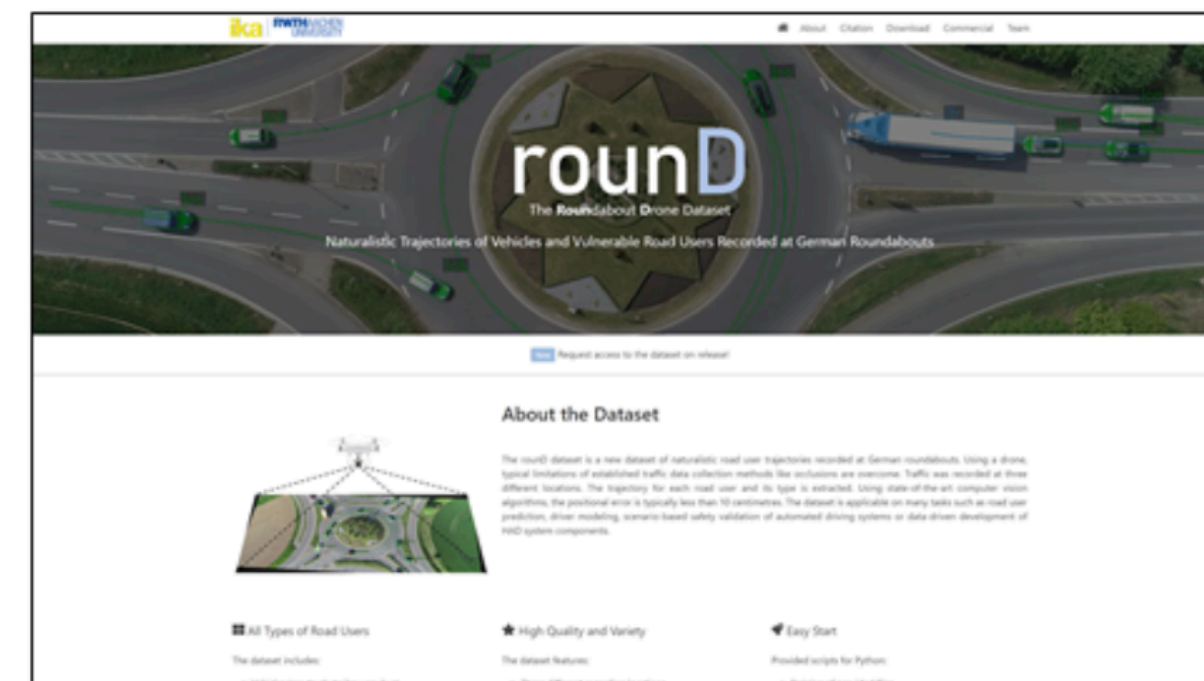 ika RWTH AACHEN
UNIVERSITY
About Citation Download Commercial Team
rounD
The Roundabout Drone Dataset
Naturalistic Trajectories of Vehicles and Vulnerable Road Users Recorded at German Roundabouts
New Request access to the dataset on release!
About the Dataset
The rounD dataset is a new dataset of naturalistic road user trajectories recorded at German roundabouts. Using a drone,
typical limitations of established traffic data collection methods like occlusions are overcome. Traffic was recorded at three
different locations. The trajectory for each road user and its type is extracted. Using state-of-the-art computer vision
algorithms, the positional error is typically less than 10 centimetres. The dataset is applicable on many tasks such as road user
prediction, driver modeling, scenario-based safety validation of automated driving systems or data driven development of
HAD system components.
All Types of Road Users
High Quality and Variety
Easy Start
The dataset includes:
The dataset features:
Provided scripts for Python: